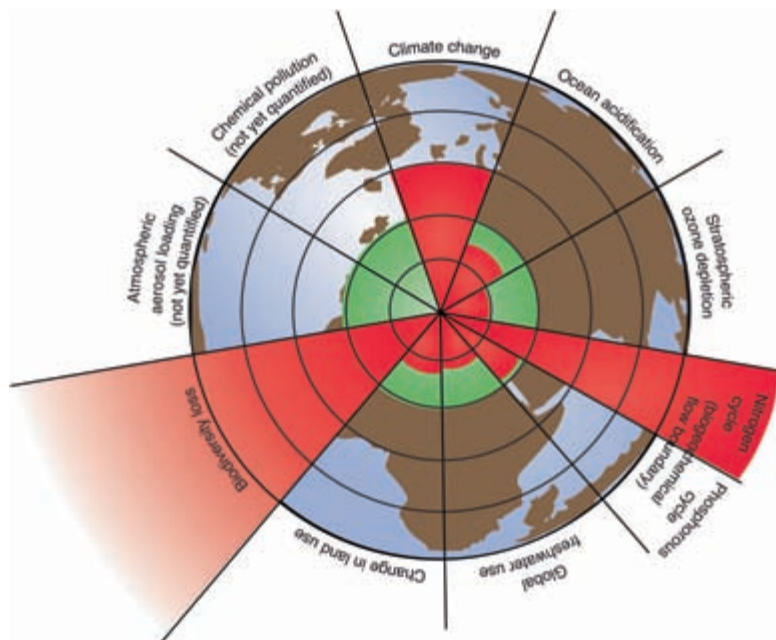 Climate change
Ocean acidification
Stratospheric
ozone depletion
Nitrogen
cycle
(biogeochemical
flow boundary)
Phosphorous
cycle
Global
freshwater use
Change in land use
Biodiversity loss
Atmospheric
aerosol loading
(not yet quantified)
Chemical pollution
(not yet quantified)